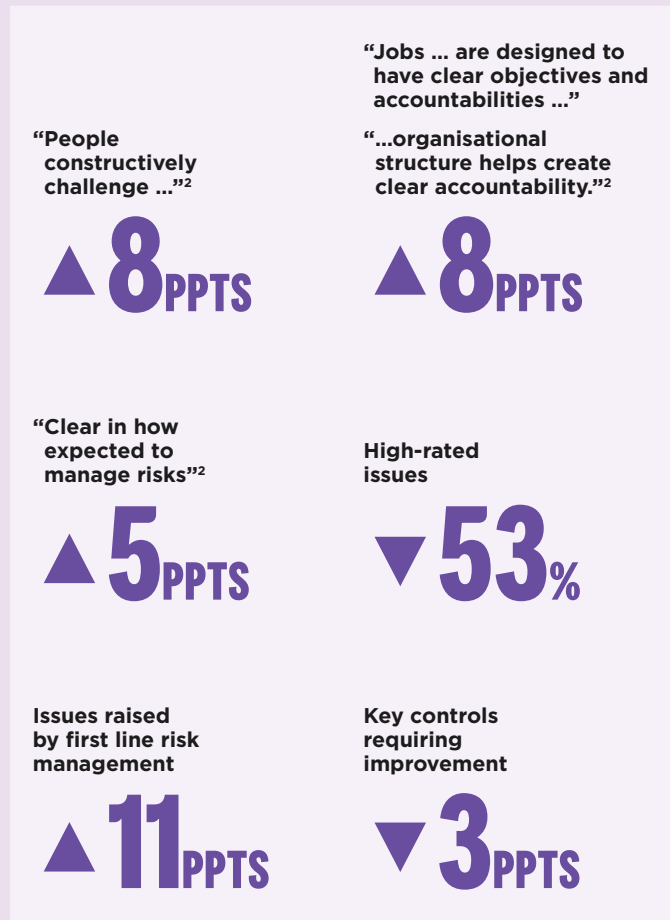 “People
constructively
challenge ...”²
▲ 8PPTS
“Jobs ... are designed to
have clear objectives and
accountabilities ...”
“...organisational
structure helps create
clear accountability.”²
▲ 8PPTS
“Clear in how
expected to
manage risks”²
▲ 5PPTS
High-rated
issues
▼ 53%
Issues raised
by first line risk
management
▲ 11PPTS
Key controls
requiring
improvement
▼ 3PPTS